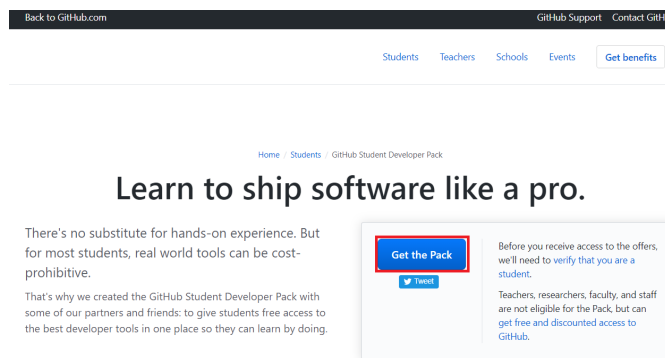 Back to GitHub.com
GitHub Support Contact GitH
Students Teachers Schools Events Get benefits
Home / Students / GitHub Student Developer Pack
Learn to ship software like a pro.
There's no substitute for hands-on experience. But
for most students, real world tools can be cost-
prohibitive.
That's why we created the GitHub Student Developer Pack with
some of our partners and friends: to give students free access to
the best developer tools in one place so they can learn by doing.
Get the Pack
Tweet
Before you receive access to the offers,
we'll need to verify that you are a
student.
Teachers, researchers, faculty, and staff
are not eligible for the Pack, but can
get free and discounted access to
GitHub.